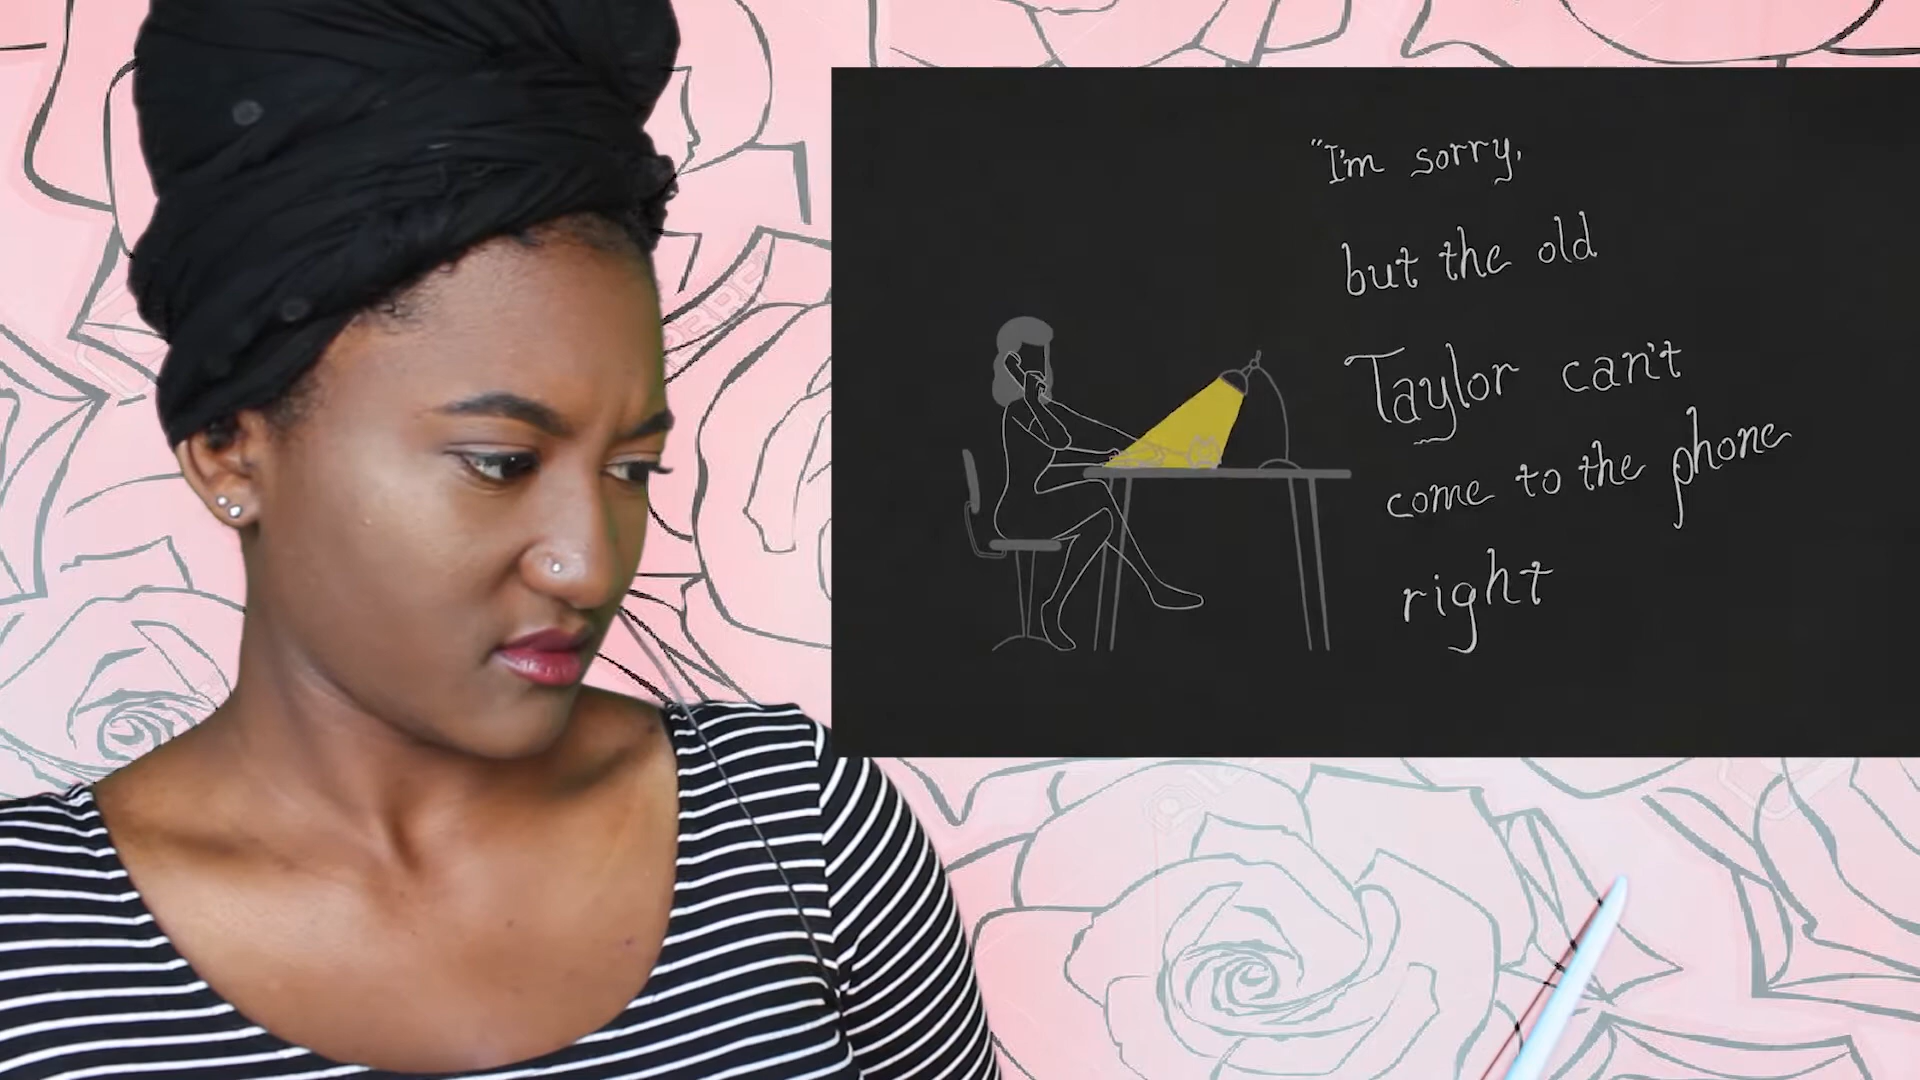 "I'm sorry,
but the old
Taylor can't
come to the phone
right